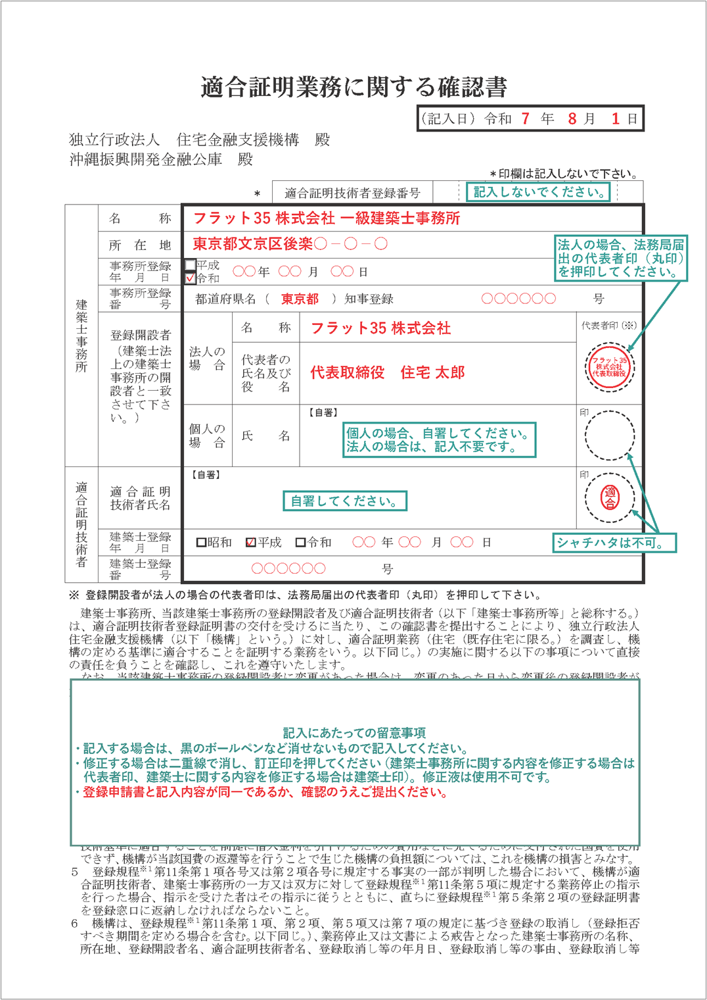 適合証明業務に関する確認書
（記入日）令和 7 年 8 月 1 日
独立行政法人　住宅金融支援機構　殿
沖縄振興開発金融公庫　殿
＊印欄は記入しないで下さい。
＊ 適合証明技術者登録番号 記入しないでください。
建築士事務所
名称 フラット35 株式会社 一級建築士事務所
所在地 東京都文京区後楽〇－〇－〇
法人の場合、法務局届
出の代表者印（丸印）
を押印してください。
事務所登録
年月日
□平成
☑令和
〇〇年 〇〇 月 〇〇 日
事務所登録
番号
都道府県名（ 東京都 ）知事登録 〇〇〇〇〇〇 号
登録開設者
（建築士法
上の建築士
事務所の開
設者と一致
させて下さ
い。）
法人の
場合
名称 フラット35 株式会社
代表者印（※）
代表者の
氏名及び
役名
代表取締役　住宅 太郎
フラット35
株式会社
代表取締役
個人の
場合
氏名
【自署】
個人の場合、自署してください。
法人の場合は、記入不要です。
印
適合証明技術者
適合証明
技術者氏名
【自署】
自署してください。
印
適合
シャチハタは不可。
建築士登録
年月日
□昭和 ☑平成 □令和 〇〇 年 〇〇 月 〇〇 日
建築士登録
番号
〇〇〇〇〇〇 号
※ 登録開設者が法人の場合の代表者印は、法務局届出の代表者印（丸印）を押印して下さい。
建築士事務所、当該建築士事務所の登録開設者及び適合証明技術者（以下「建築士事務所等」と総称する。）
は、適合証明技術者登録証明書の交付を受けるに当たり、この確認書を提出することにより、独立行政法人
住宅金融支援機構（以下「機構」という。）に対し、適合証明業務（住宅（既存住宅に限る。）を調査し、機
構の定める基準に適合することを証明する業務をいう。以下同じ。）の実施に関する以下の事項について直接
の責任を負うことを確認し、これを遵守いたします。
なお、当該建築士事務所の登録開設者に変更があった場合は、変更のあった日から変更後の登録開設者が
記入にあたっての留意事項
・記入する場合は、黒のボールペンなど消せないもので記入してください。
・修正する場合は二重線で消し、訂正印を押してください（建築士事務所に関する内容を修正する場合は
代表者印、建築士に関する内容を修正する場合は建築士印）。修正液は使用不可です。
・登録申請書と記入内容が同一であるか、確認のうえご提出ください。
技術基準に適合することを前提に借入金利を引下げるための費用などに充てるために交付された国費を使用
できず、機構が当該国費の返還等を行うことで生じた機構の負担額については、これを機構の損害とみなす。
5　登録規程※1第11条第１項各号又は第２項各号に規定する事実の一部が判明した場合において、機構が適
合証明技術者、建築士事務所の一方又は双方に対して登録規程※1第11条第５項に規定する業務停止の指示
を行った場合、指示を受けた者はその指示に従うとともに、直ちに登録規程※1第５条第２項の登録証明書
を登録窓口に返納しなければならないこと。
6　機構は、登録規程※1第11条第１項、第２項、第５項又は第７項の規定に基づき登録の取消し（登録拒否
すべき期間を定める場合を含む。以下同じ。）、業務停止又は文書による戒告となった建築士事務所の名称、
所在地、登録開設者名、適合証明技術者名、登録取消し等の年月日、登録取消し等の事由、登録取消し等